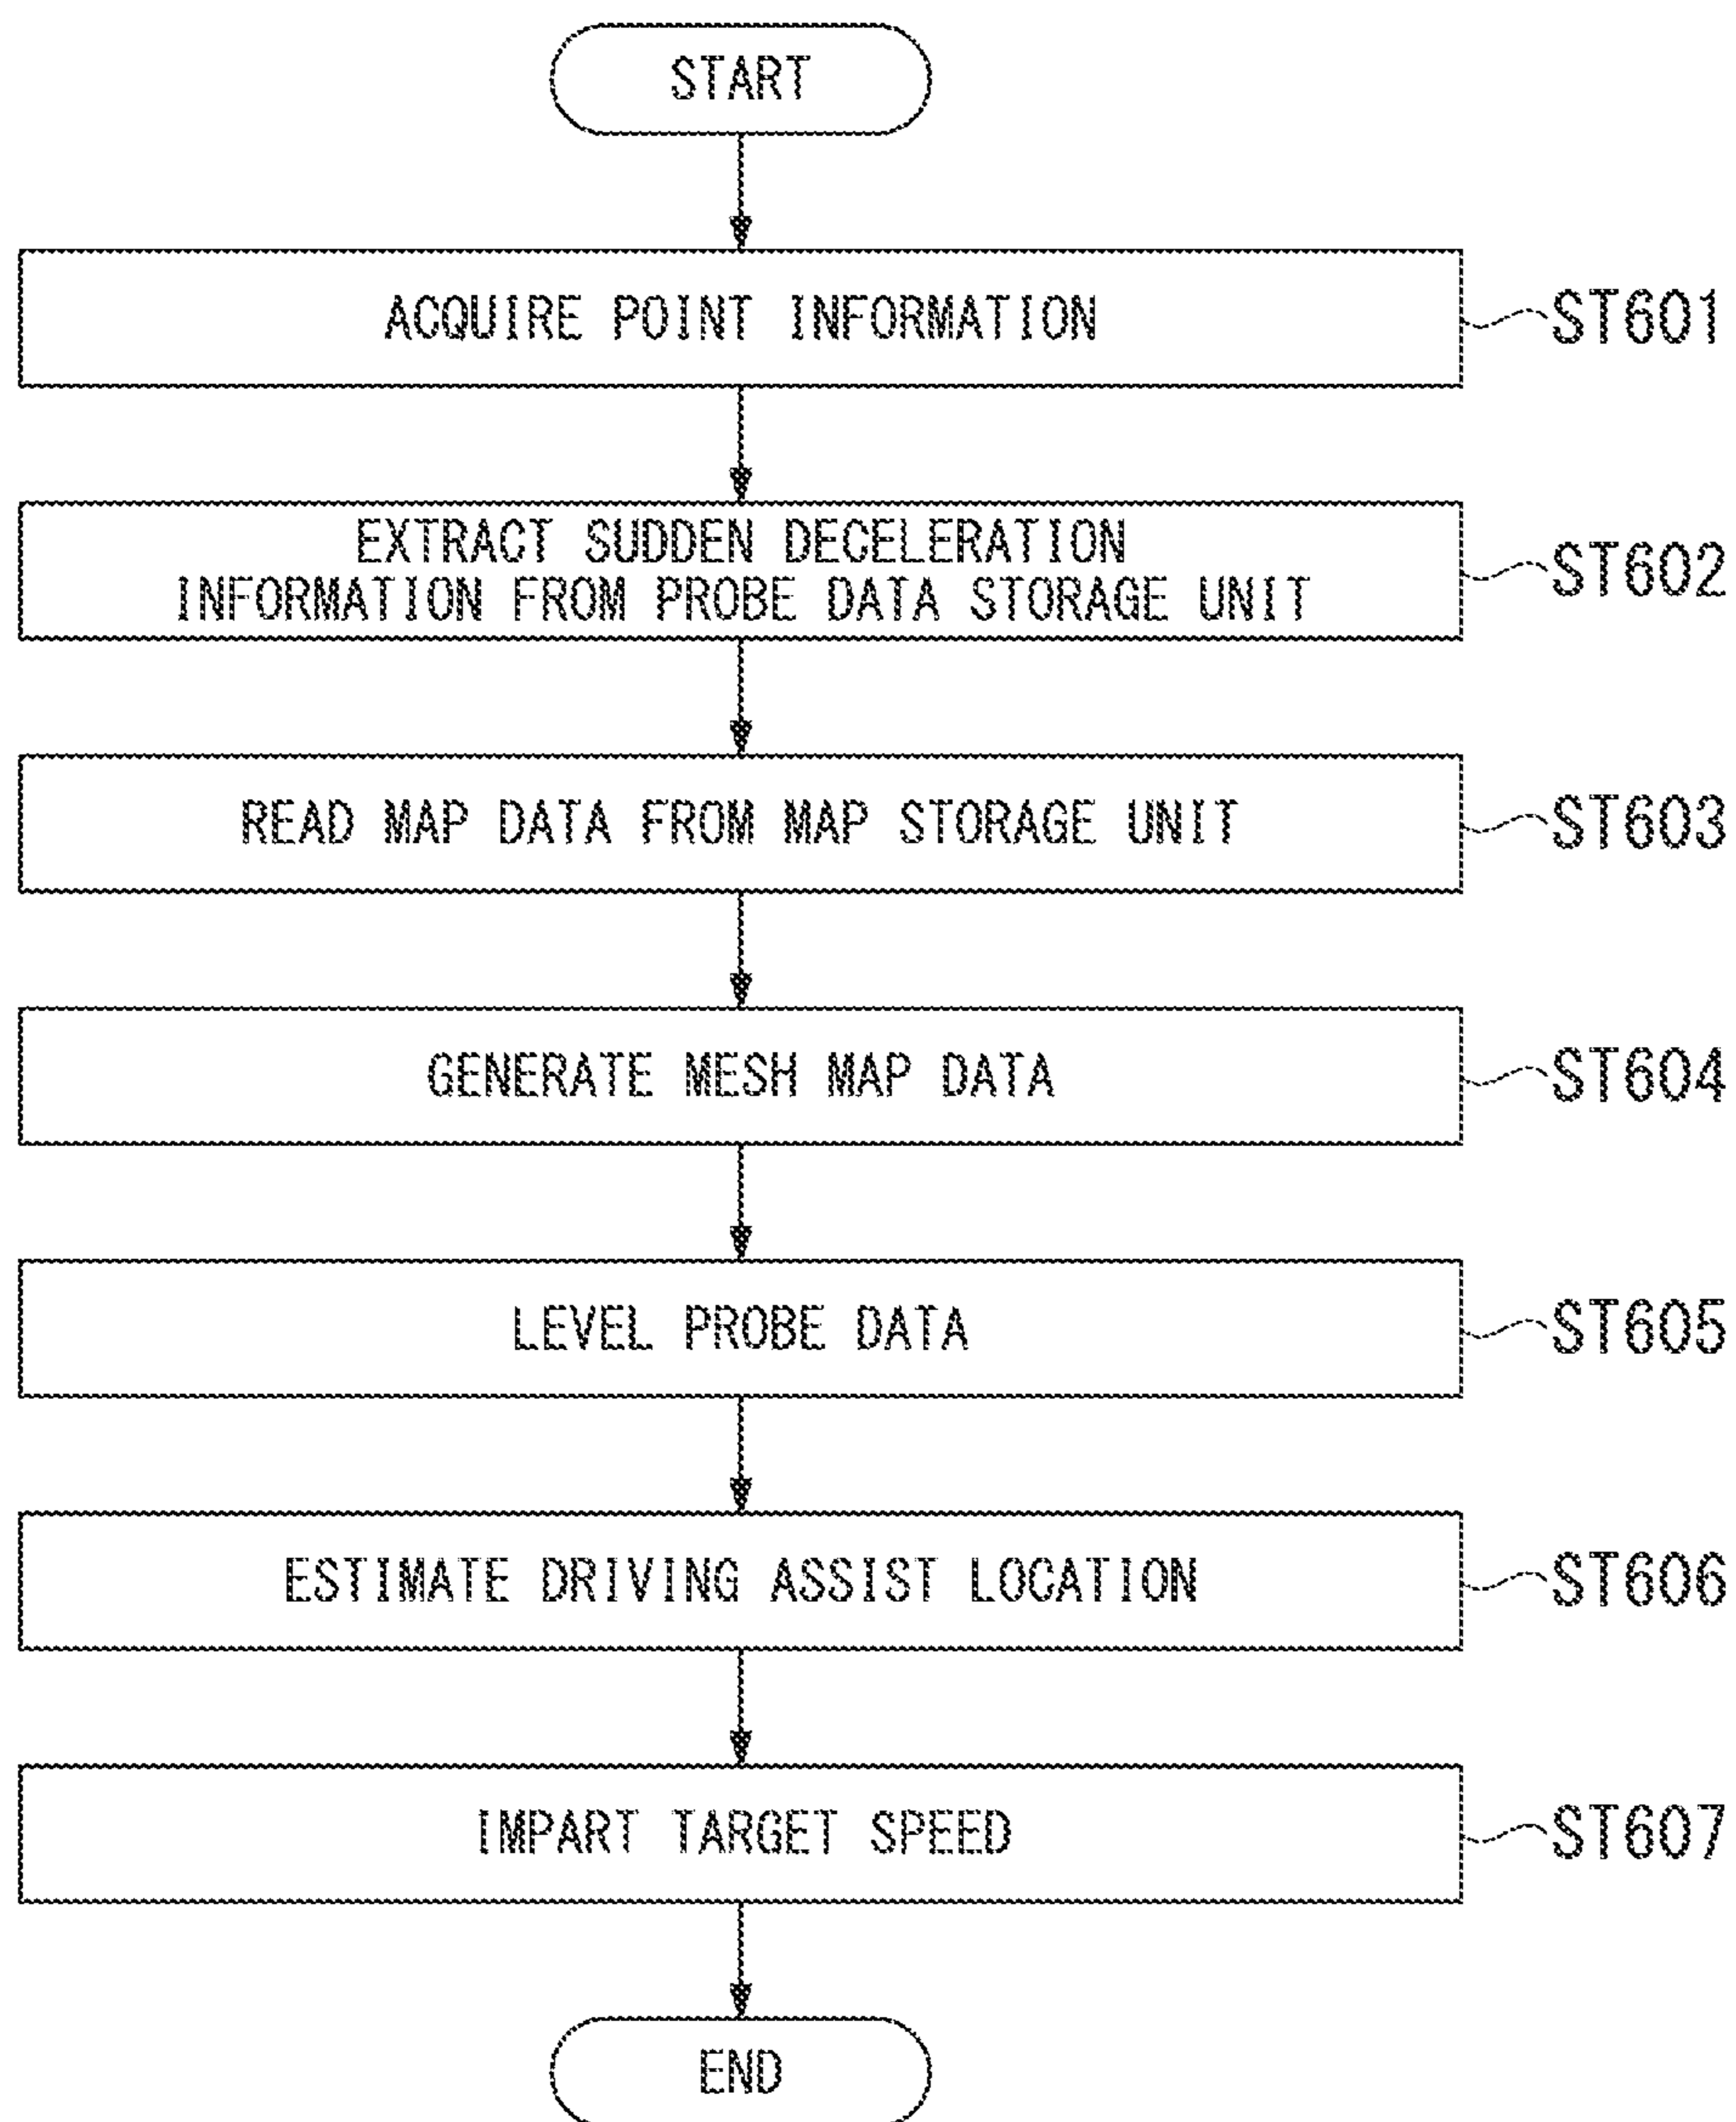 START
ACQUIRE POINT INFORMATION
ST601
EXTRACT SUDDEN DECELERATION
INFORMATION FROM PROBE DATA STORAGE UNIT
ST602
READ MAP DATA FROM MAP STORAGE UNIT
ST603
GENERATE MESH MAP DATA
ST604
LEVEL PROBE DATA
ST605
ESTIMATE DRIVING ASSIST LOCATION
ST606
IMPART TARGET SPEED
ST607
END